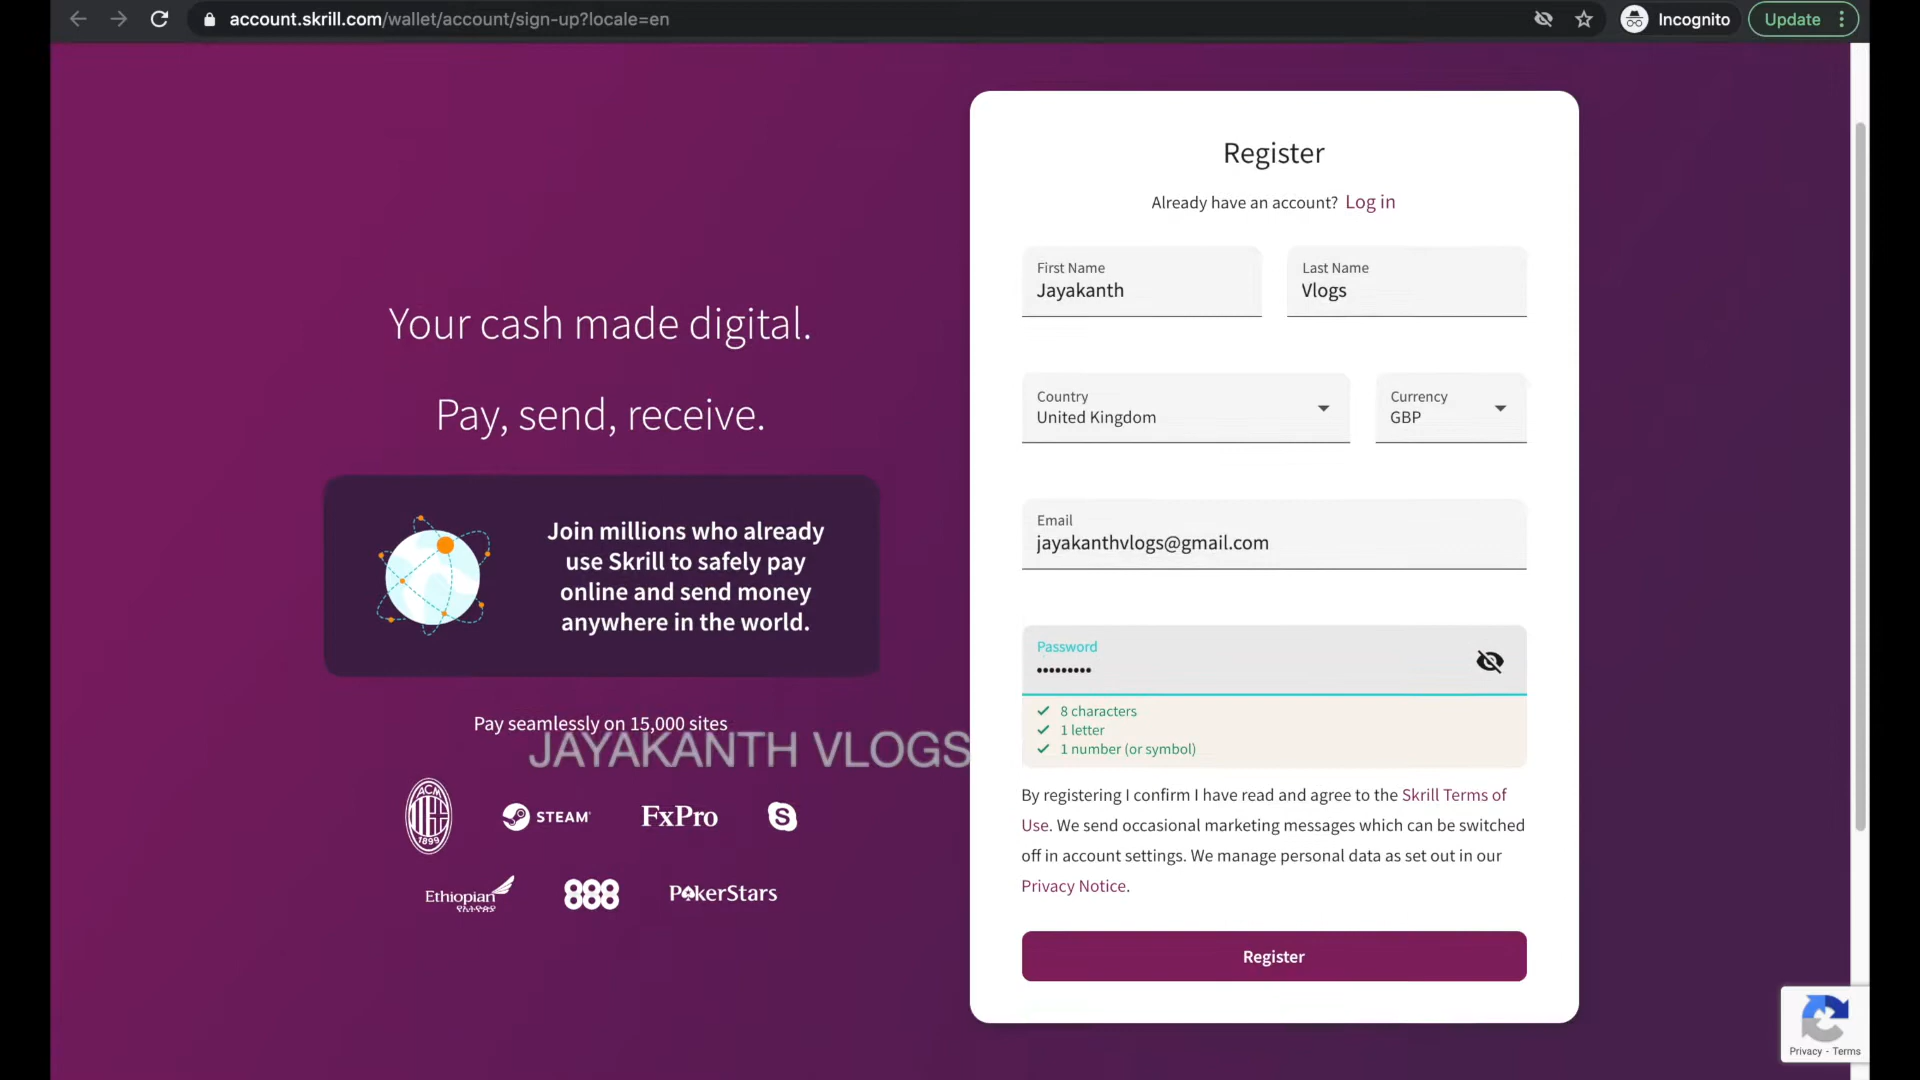 account.skrill.com/wallet/account/sign-up?locale=en
Incognito
Update
Your cash made digital.
Pay, send, receive.
Join millions who already
use Skrill to safely pay
online and send money
anywhere in the world.
Pay seamlessly on 15,000 sites
JAYAKANTH VLOGS
ACM
1899
STEAM
FxPro
S
Ethiopian
የኢትዮጵያ
888
PokerStars
Register
Already have an account? Log in
First Name
Jayakanth
Last Name
Vlogs
Country
United Kingdom
Currency
GBP
Email
jayakanthvlogs@gmail.com
Password
•••••••••
8 characters
1 letter
1 number (or symbol)
By registering I confirm I have read and agree to the Skrill Terms of
Use. We send occasional marketing messages which can be switched
off in account settings. We manage personal data as set out in our
Privacy Notice.
Register
Privacy - Terms